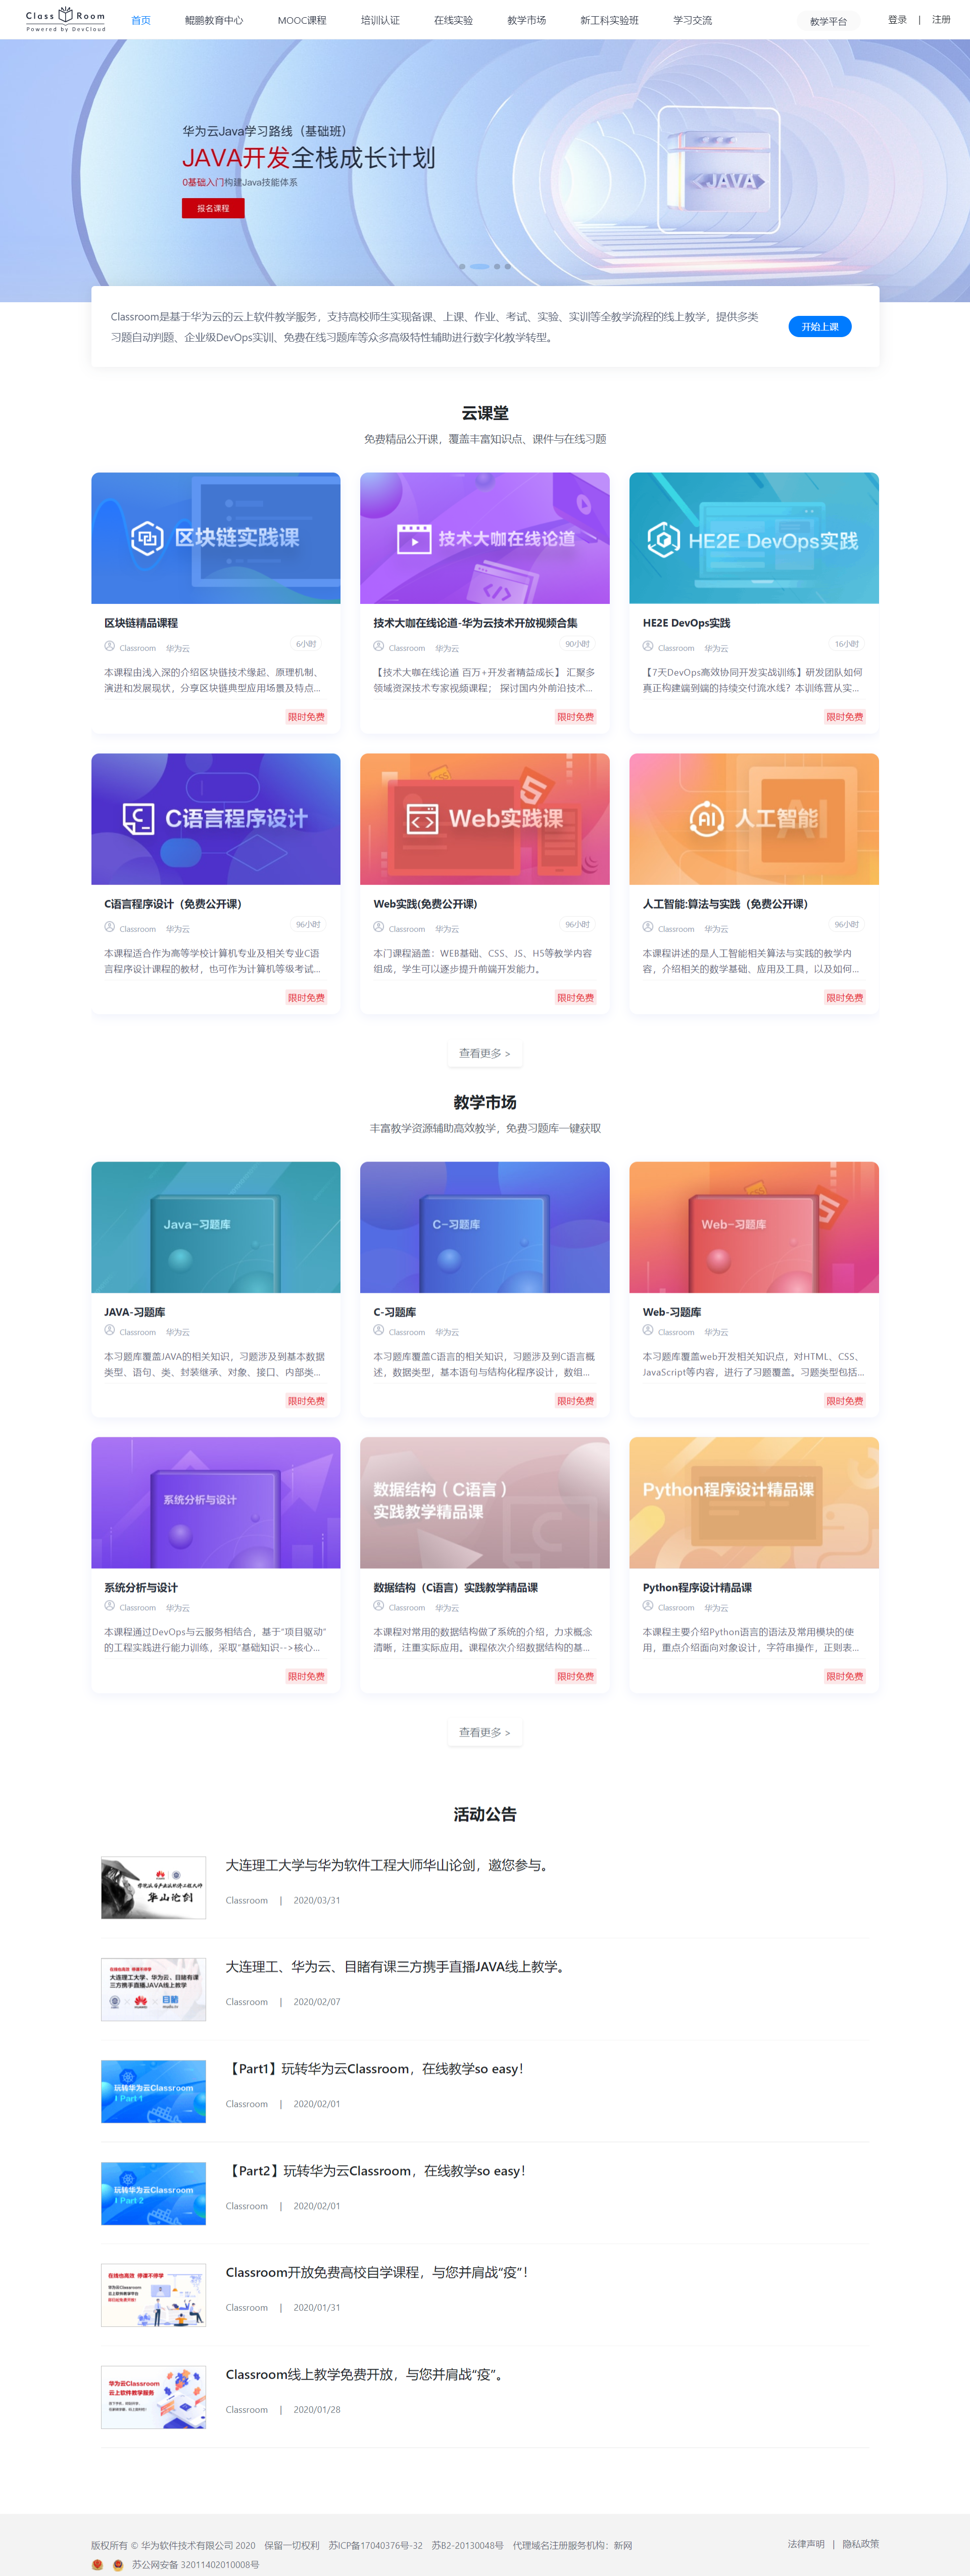 Class Room
Powered by DevCloud
首页
鲲鹏教育中心
MOOC课程
培训认证
在线实验
教学市场
新工科实验班
学习交流
教学平台
登录 | 注册
华为云Java学习路线（基础班）
JAVA开发全栈成长计划
0基础入门构建Java技能体系
报名课程
JAVA
Classroom是基于华为云的云上软件教学服务，支持高校师生实现备课、上课、作业、考试、实验、实训等全教学流程的线上教学，提供多类
习题自动判题、企业级DevOps实训、免费在线习题库等众多高级特性辅助进行数字化教学转型。
开始上课
云课堂
免费精品公开课，覆盖丰富知识点、课件与在线习题
区块链实践课
区块链精品课程
Classroom 华为云
6小时
本课程由浅入深的介绍区块链技术缘起、原理机制、
演进和发展现状，分享区块链典型应用场景及特点...
限时免费
技术大咖在线论道
技术大咖在线论道-华为云技术开放视频合集
Classroom 华为云
90小时
【技术大咖在线论道 百万+开发者精益成长】 汇聚多
领域资深技术专家视频课程； 探讨国内外前沿技术...
限时免费
HE2E DevOps实践
HE2E DevOps实践
Classroom 华为云
16小时
【7天DevOps高效协同开发实战训练】研发团队如何
真正构建端到端的持续交付流水线？本训练营从实...
限时免费
C语言程序设计
C语言程序设计（免费公开课）
Classroom 华为云
96小时
本课程适合作为高等学校计算机专业及相关专业C语
言程序设计课程的教材，也可作为计算机等级考试...
限时免费
Web实践课
Web实践(免费公开课)
Classroom 华为云
96小时
本门课程涵盖：WEB基础、CSS、JS、H5等教学内容
组成，学生可以逐步提升前端开发能力。
限时免费
AI 人工智能
人工智能:算法与实践（免费公开课）
Classroom 华为云
96小时
本课程讲述的是人工智能相关算法与实践的教学内
容，介绍相关的数学基础、应用及工具，以及如何...
限时免费
查看更多 >
教学市场
丰富教学资源辅助高效教学，免费习题库一键获取
Java-习题库
JAVA-习题库
Classroom 华为云
本习题库覆盖JAVA的相关知识，习题涉及到基本数据
类型、语句、类、封装继承、对象、接口、内部类...
限时免费
C-习题库
C-习题库
Classroom 华为云
本习题库覆盖C语言的相关知识，习题涉及到C语言概
述，数据类型，基本语句与结构化程序设计，数组...
限时免费
Web-习题库
Web-习题库
Classroom 华为云
本习题库覆盖web开发相关知识点，对HTML、CSS、
JavaScript等内容，进行了习题覆盖。习题类型包括...
限时免费
系统分析与设计
系统分析与设计
Classroom 华为云
本课程通过DevOps与云服务相结合，基于“项目驱动”
的工程实践进行能力训练，采取“基础知识-->核心...
限时免费
数据结构（C语言）
实践教学精品课
数据结构（C语言）实践教学精品课
Classroom 华为云
本课程对常用的数据结构做了系统的介绍，力求概念
清晰，注重实际应用。课程依次介绍数据结构的基...
限时免费
Python程序设计精品课
Python程序设计精品课
Classroom 华为云
本课程主要介绍Python语言的语法及常用模块的使
用，重点介绍面向对象设计，字符串操作，正则表...
限时免费
查看更多 >
活动公告
华山论剑
大连理工大学与华为软件工程大师华山论剑，邀您参与。
Classroom | 2020/03/31
在线也高效 停课不停学
大连理工大学、华为云、目睹有课
三方携手直播JAVA线上教学
大连理工、华为云、目睹有课三方携手直播JAVA线上教学。
Classroom | 2020/02/07
玩转华为云Classroom
Part 1
【Part1】玩转华为云Classroom，在线教学so easy！
Classroom | 2020/02/01
玩转华为云Classroom
Part 2
【Part2】玩转华为云Classroom，在线教学so easy！
Classroom | 2020/02/01
在线也高效 停课不停学
Classroom开放免费高校自学课程，与您并肩战“疫”！
Classroom | 2020/01/31
华为云Classroom
云上软件教学服务
Classroom线上教学免费开放，与您并肩战“疫”。
Classroom | 2020/01/28
版权所有 © 华为软件技术有限公司 2020 保留一切权利 苏ICP备17040376号-32 苏B2-20130048号 代理域名注册服务机构：新网
法律声明 | 隐私政策
苏公网安备 32011402010008号